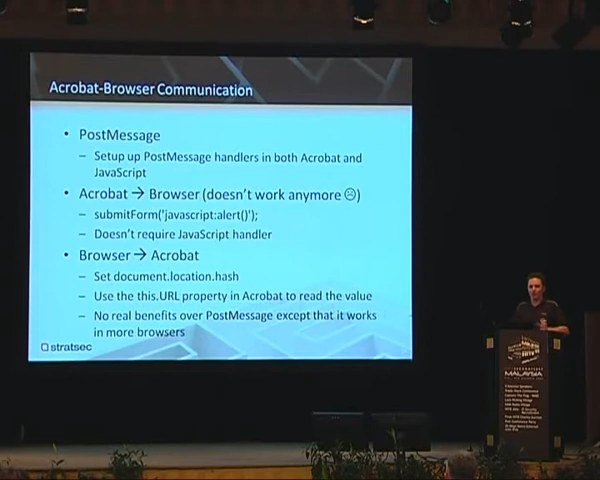 Acrobat-Browser Communication
• PostMessage
– Setup up PostMessage handlers in both Acrobat and
JavaScript
• Acrobat → Browser (doesn't work anymore ☹)
– submitForm('javascript:alert()');
– Doesn't require JavaScript handler
• Browser → Acrobat
– Set document.location.hash
– Use the this.URL property in Acrobat to read the value
– No real benefits over PostMessage except that it works
in more browsers
stratsec
MALAYSIA